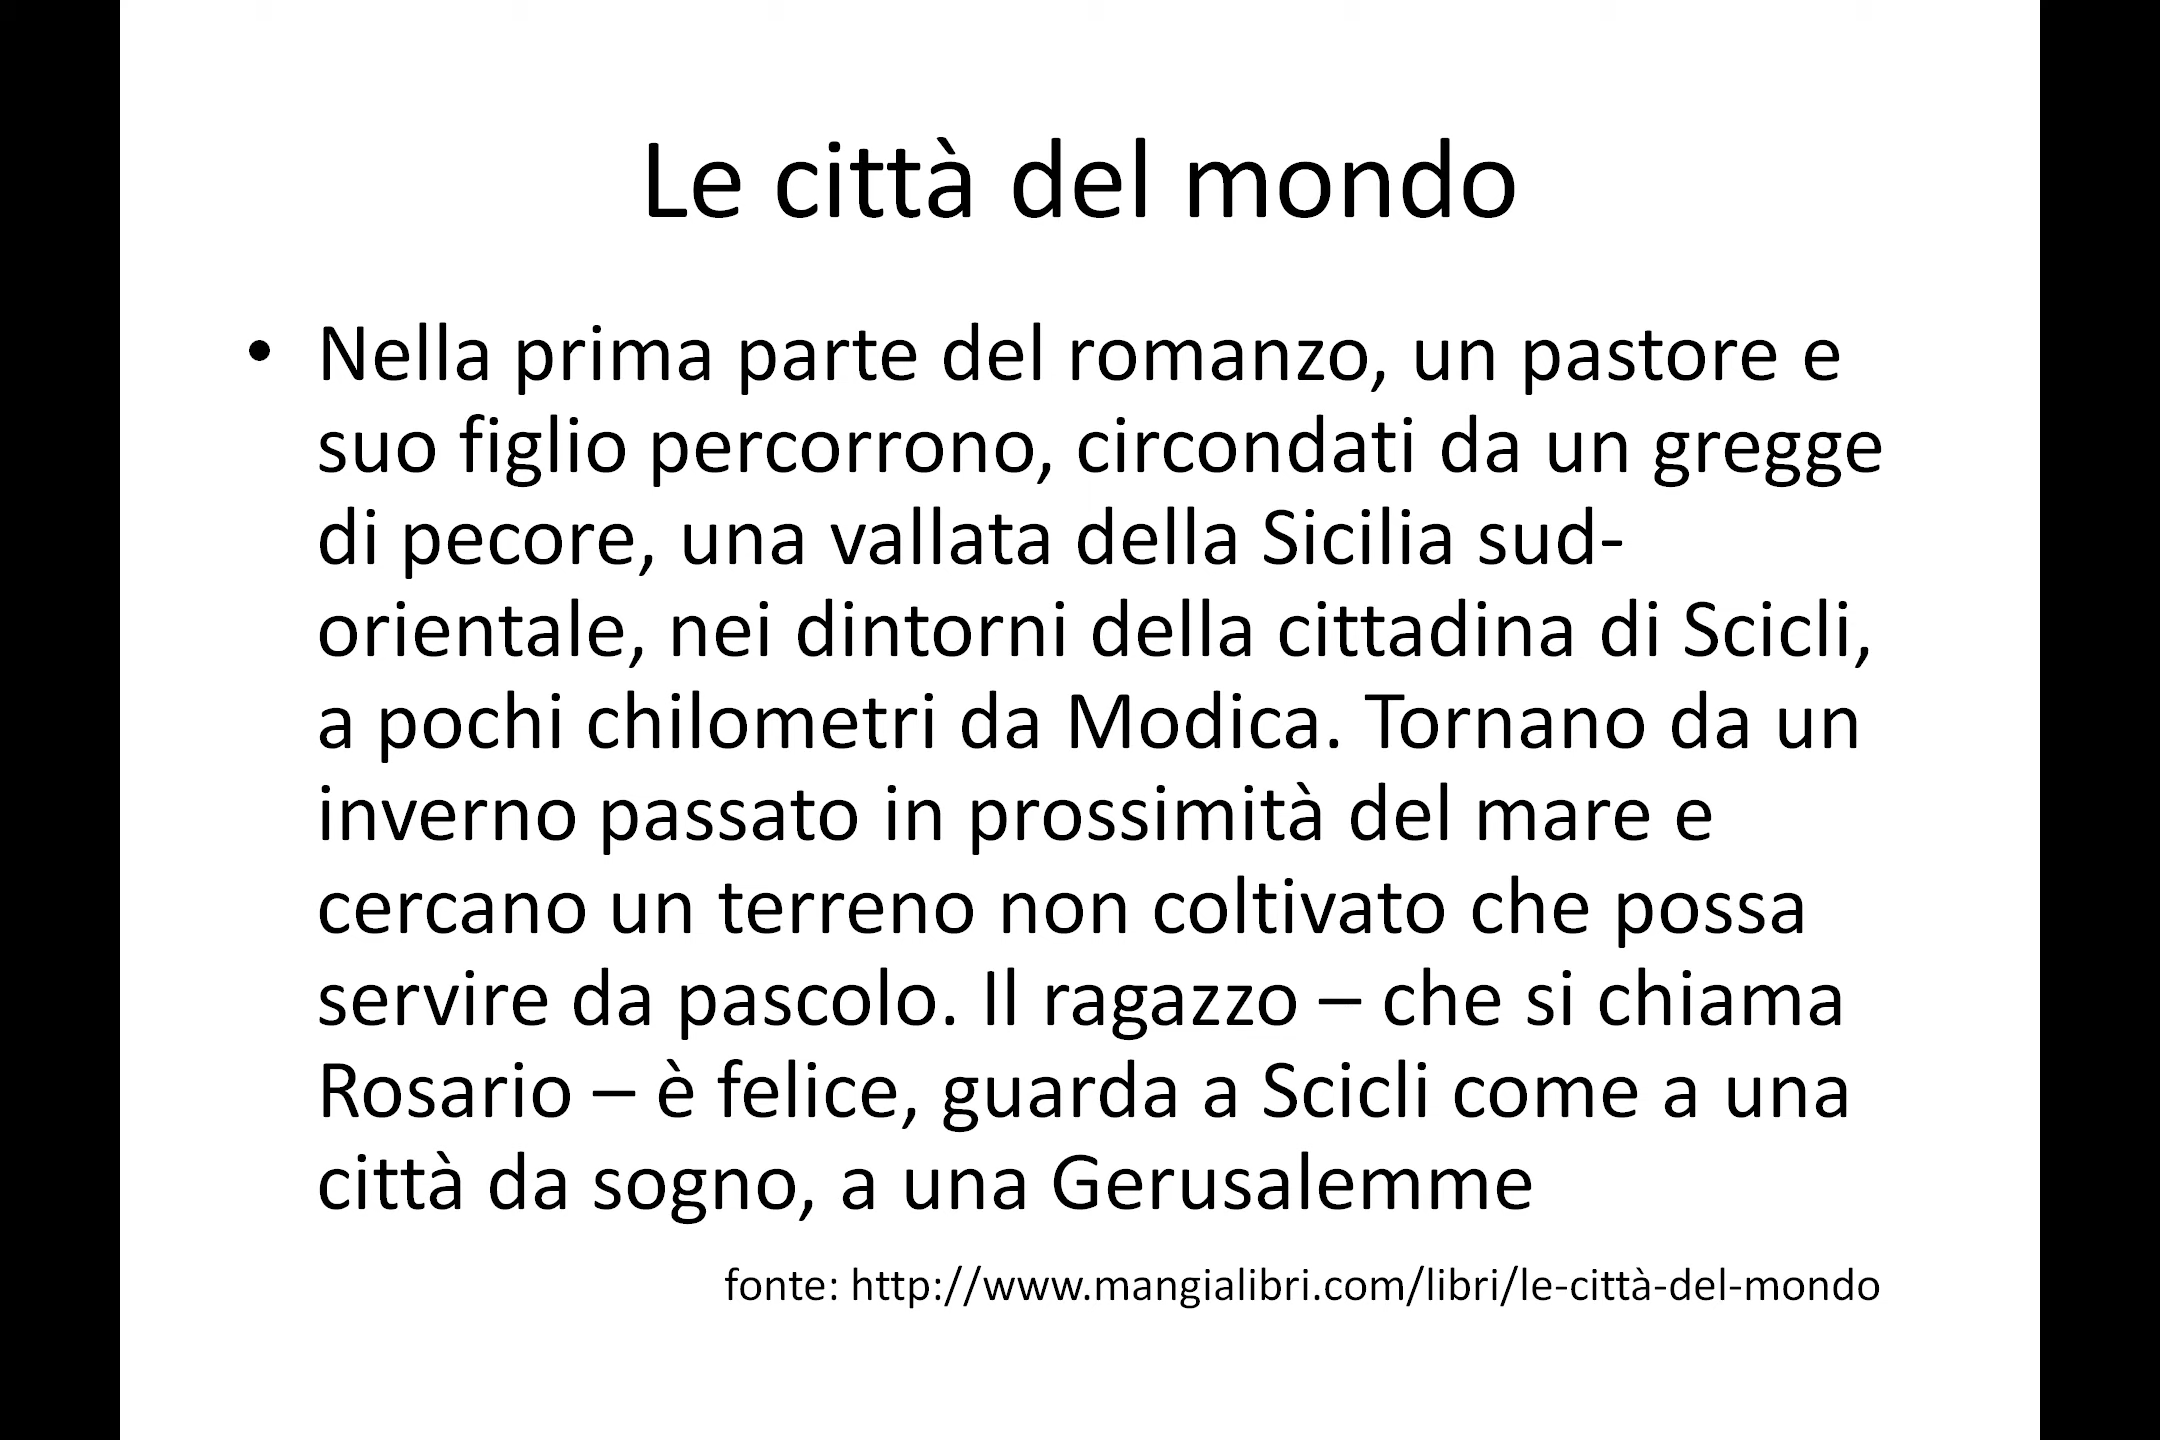 Le città del mondo
• Nella prima parte del romanzo, un pastore e
suo figlio percorrono, circondati da un gregge
di pecore, una vallata della Sicilia sud-
orientale, nei dintorni della cittadina di Scicli,
a pochi chilometri da Modica. Tornano da un
inverno passato in prossimità del mare e
cercano un terreno non coltivato che possa
servire da pascolo. Il ragazzo – che si chiama
Rosario – è felice, guarda a Scicli come a una
città da sogno, a una Gerusalemme
fonte: http://www.mangialibri.com/libri/le-città-del-mondo